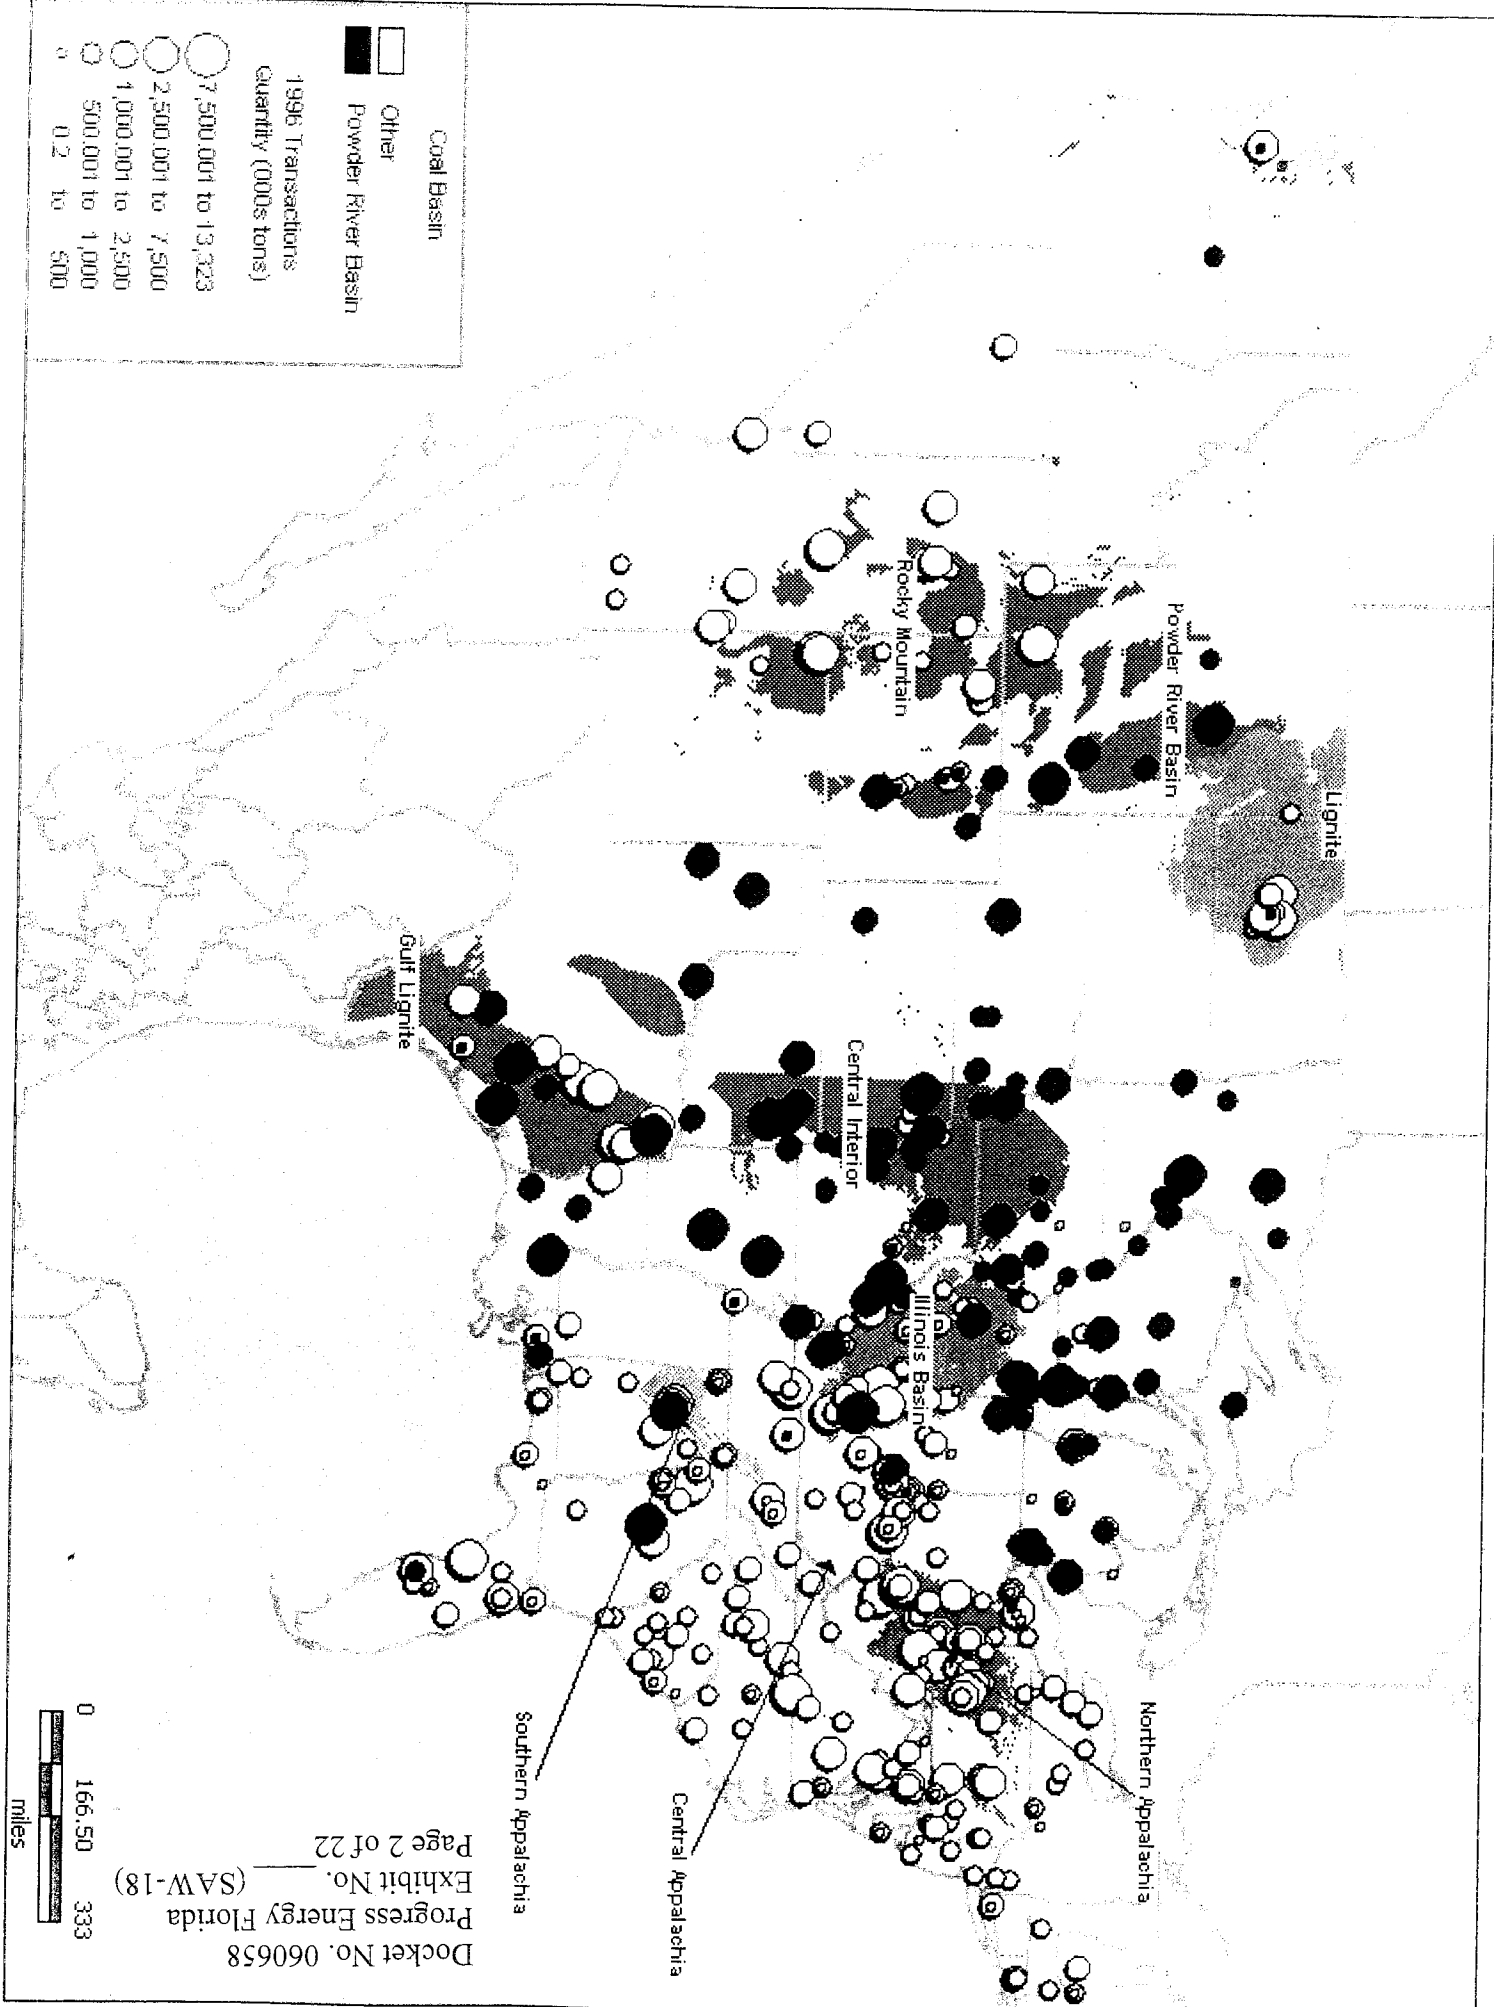 Lignite
Powder River Basin
Rocky Mountain
Central Interior
Illinois Basin
Gulf Lignite
Northern Appalachia
Central Appalachia
Southern Appalachia
Coal Basin
Other
Powder River Basin
1996 Transactions
Quantity (000s tons)
7,500.001 to 13,323
2,500.001 to 7,500
1,000.001 to 2,500
500.001 to 1,000
0.2 to 500
0 166.50 333
miles
Docket No. 060658
Progress Energy Florida
Exhibit No. ______ (SAW-18)
Page 2 of 22